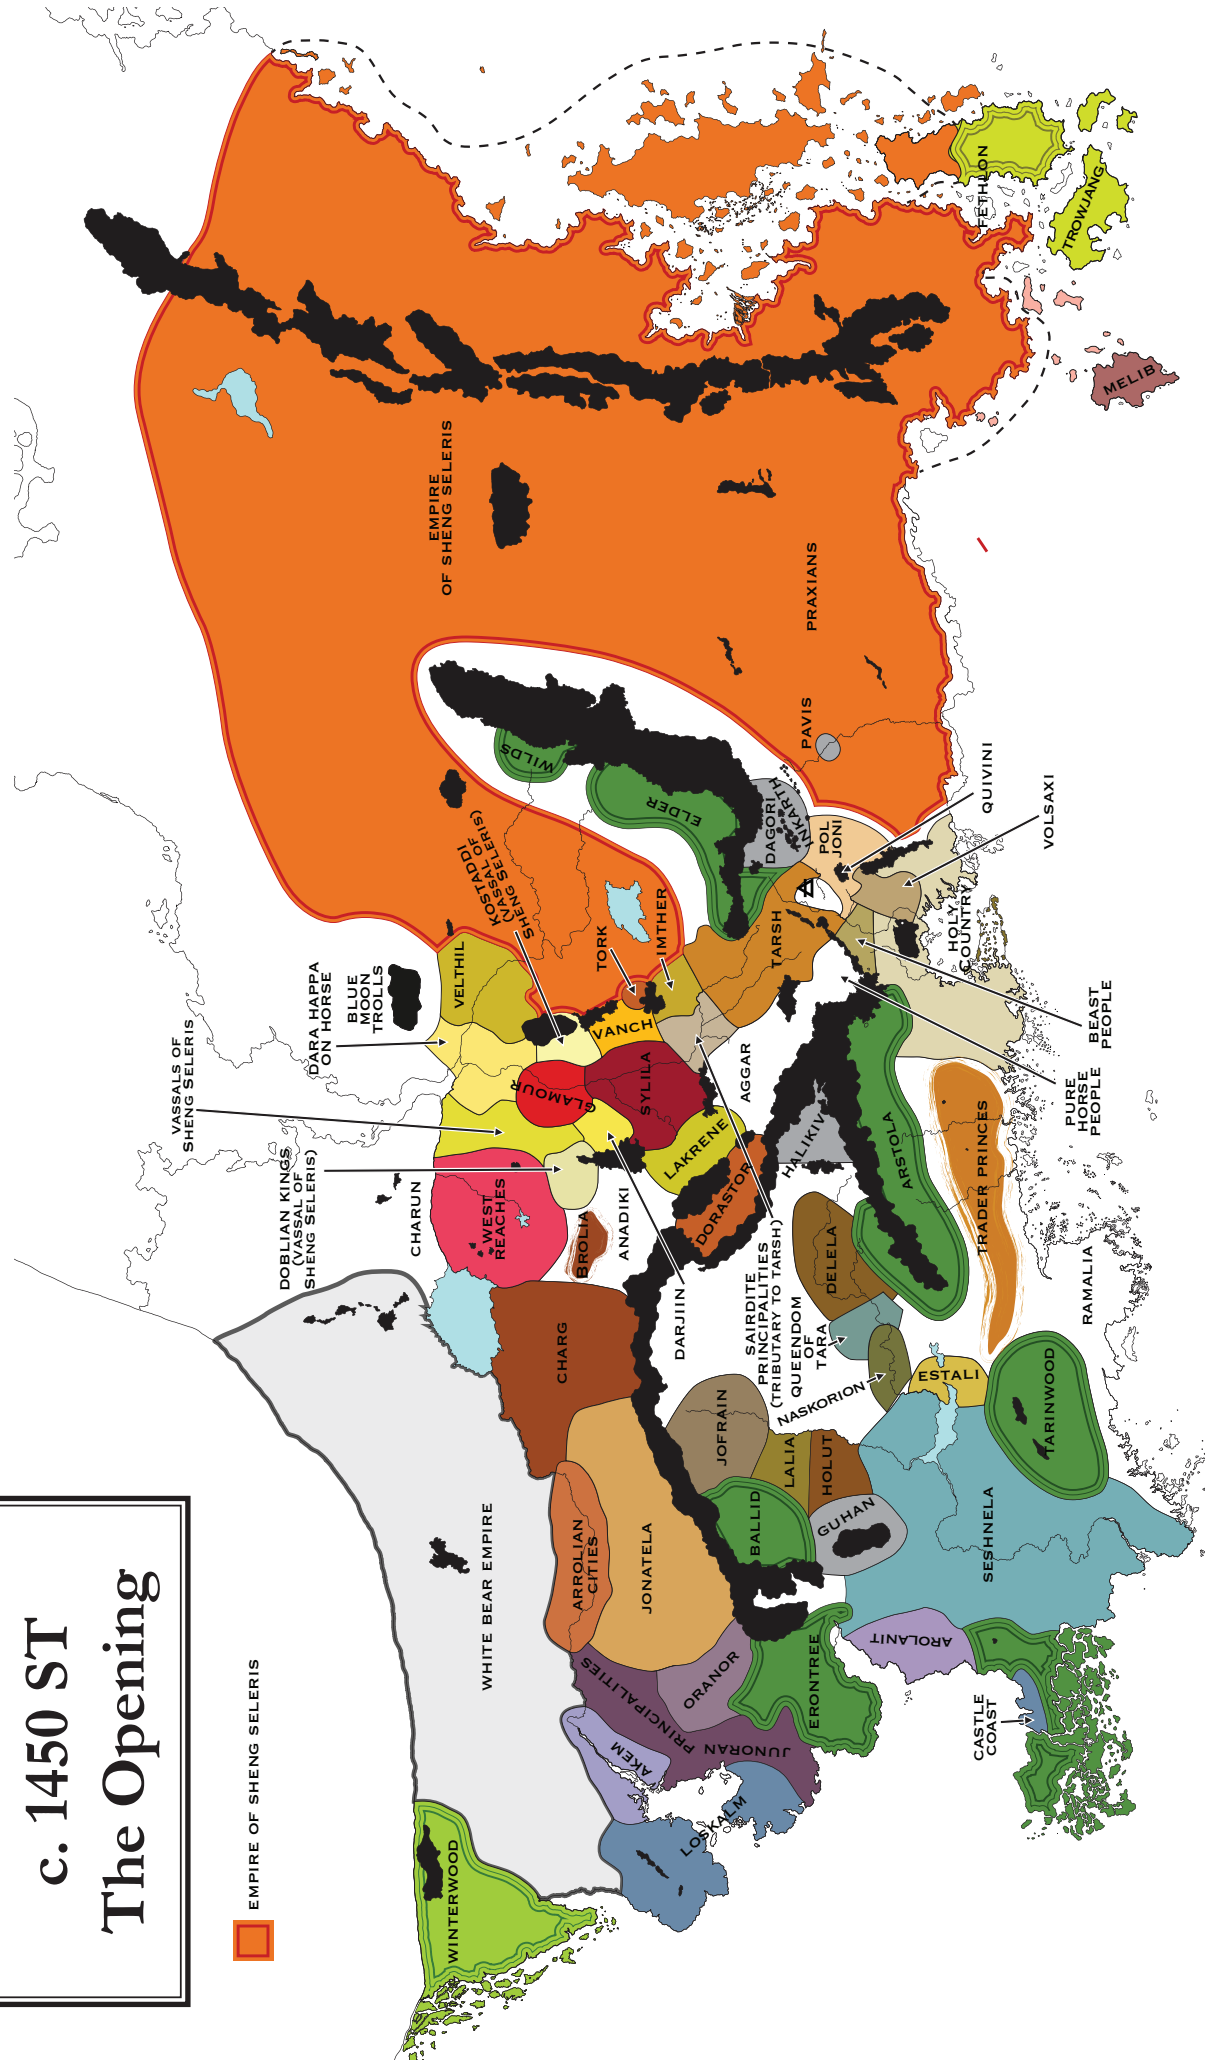 c. 1450 ST
The Opening
EMPIRE OF SHENG SELERIS
WINTERWOOD
WHITE BEAR EMPIRE
LOSKALM
AKEM
JUNORAN PRINCIPALITIES
ORANOR
ERONTREE
ARROLIAN
CITIES
JONATELA
CHARG
BROLIA
ANADIKI
CHARUN
WEST
REACHES
DOBLIAN KINGS
(VASSAL OF
SHENG SELERIS)
VASSALS OF
SHENG SELERIS
DARA HAPPA
ON HORSE
BLUE
MOON
TROLLS
VELTHIL
KOSTADDI
(VASSAL OF
SHENG SELERIS)
GLAMOUR
SYLILA
VANCH
TORK
IMTHER
DARJIIN
LAKRENE
DORASTOR
AGGAR
SAIRDITE
PRINCIPALITIES
(TRIBUTARY TO TARSH)
TARSH
HALIKIV
EMPIRE
OF SHENG SELERIS
PRAXIANS
PAVIS
ELDER
WILDS
DAGORI
INKARTH
POL
JONI
QUIVINI
VOLSAXI
HOLY
COUNTRY
BEAST
PEOPLE
PURE
HORSE
PEOPLE
ARSTOLA
TRADER PRINCES
RAMALIA
DELELA
QUEENDOM
OF
TARA
NASKORION
ESTALI
TARINWOOD
JOFRAIN
LALIA
HOLUT
GUHAN
BALLID
SESHNELA
AROLANIT
CASTLE
COAST
FETHLON
TROWJANG
MELIB